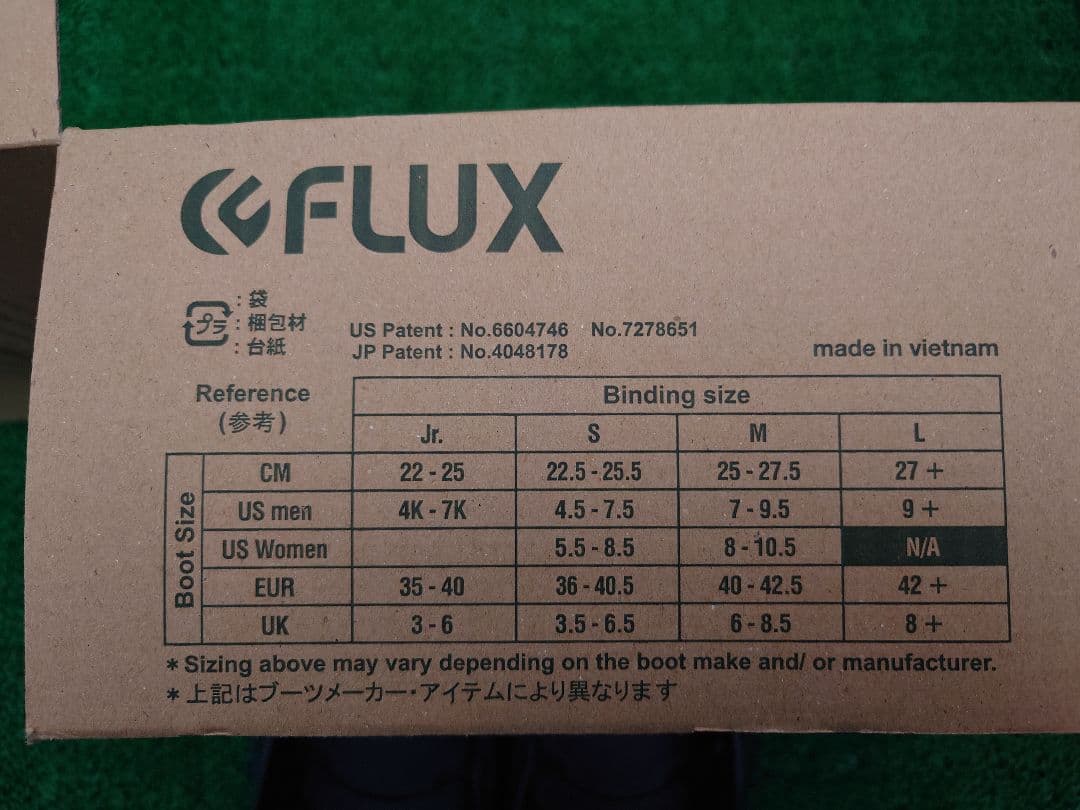 FLUX
プラ : 袋
: 梱包材
: 台紙
US Patent : No.6604746 No.7278651
JP Patent : No.4048178
made in vietnam
Reference
(参考)
Binding size
Jr. S M L
Boot Size
CM 22 - 25 22.5 - 25.5 25 - 27.5 27 +
US men 4K - 7K 4.5 - 7.5 7 - 9.5 9 +
US Women 5.5 - 8.5 8 - 10.5 N/A
EUR 35 - 40 36 - 40.5 40 - 42.5 42 +
UK 3 - 6 3.5 - 6.5 6 - 8.5 8 +
* Sizing above may vary depending on the boot make and/ or manufacturer.
* 上記はブーツメーカー・アイテムにより異なります